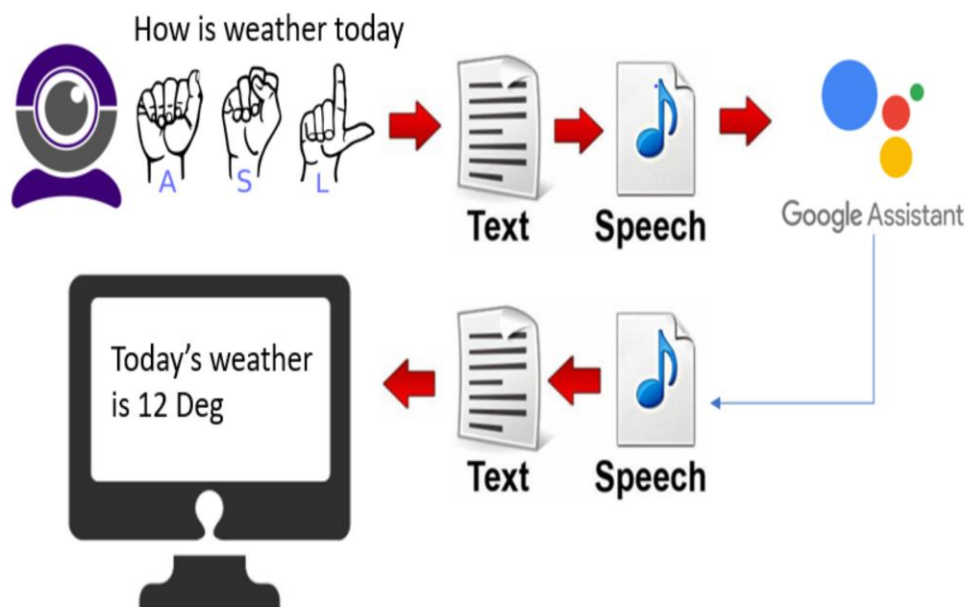 How is weather today
A S L
Text
Speech
Google Assistant
Today's weather
is 12 Deg
Text
Speech